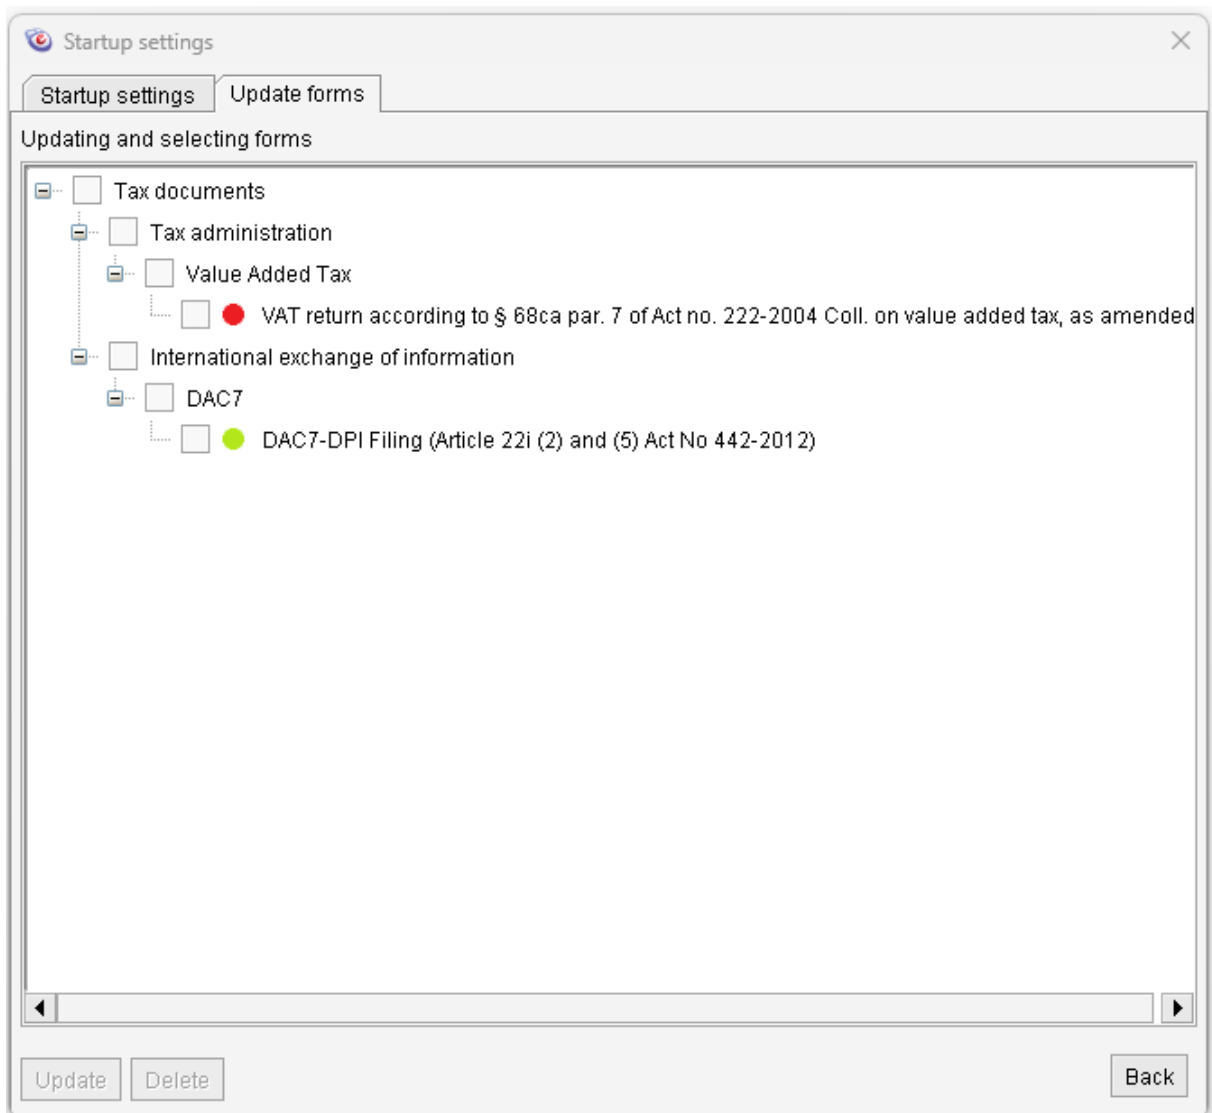 Startup settings
Startup settings
Update forms
Updating and selecting forms
Tax documents
Tax administration
Value Added Tax
VAT return according to § 68ca par. 7 of Act no. 222-2004 Coll. on value added tax, as amended
International exchange of information
DAC7
DAC7-DPI Filing (Article 22i (2) and (5) Act No 442-2012)
Update
Delete
Back